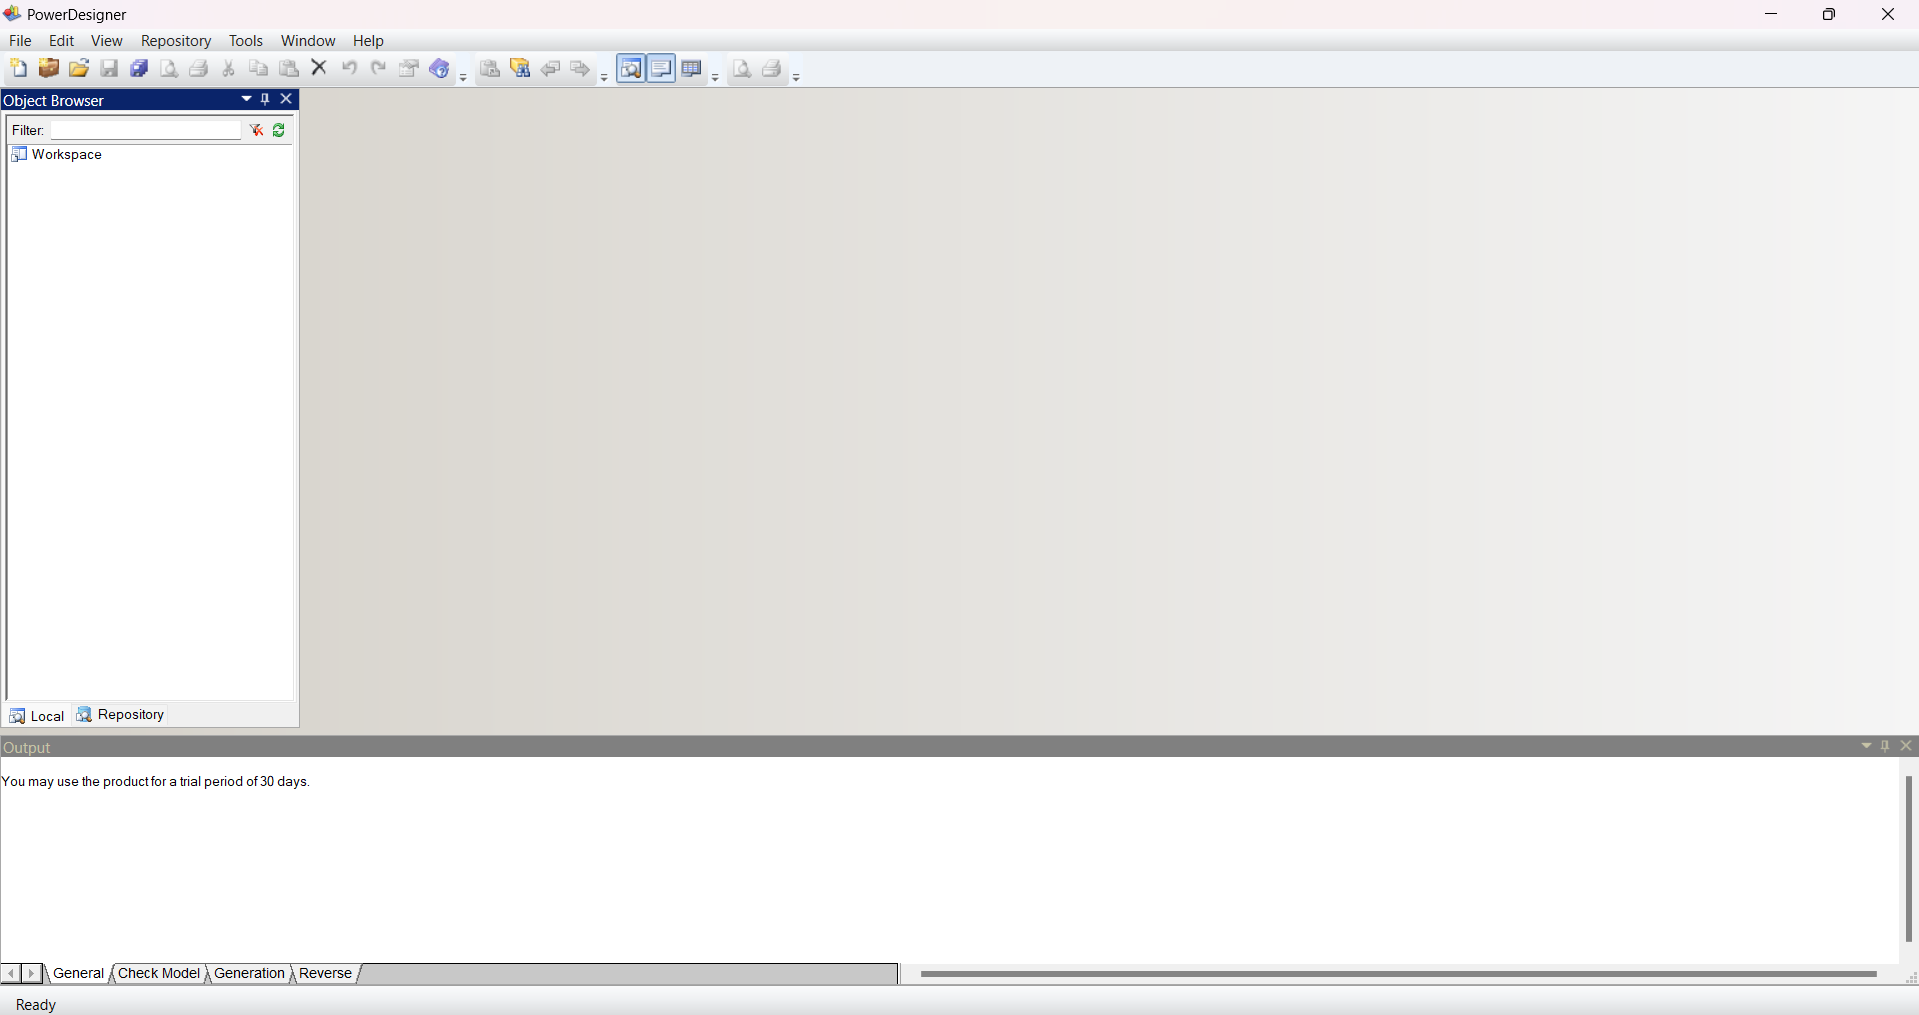 PowerDesigner
File Edit View Repository Tools Window Help
Object Browser
Filter:
Workspace
Local Repository
Output
You may use the product for a trial period of 30 days.
General Check Model Generation Reverse
Ready